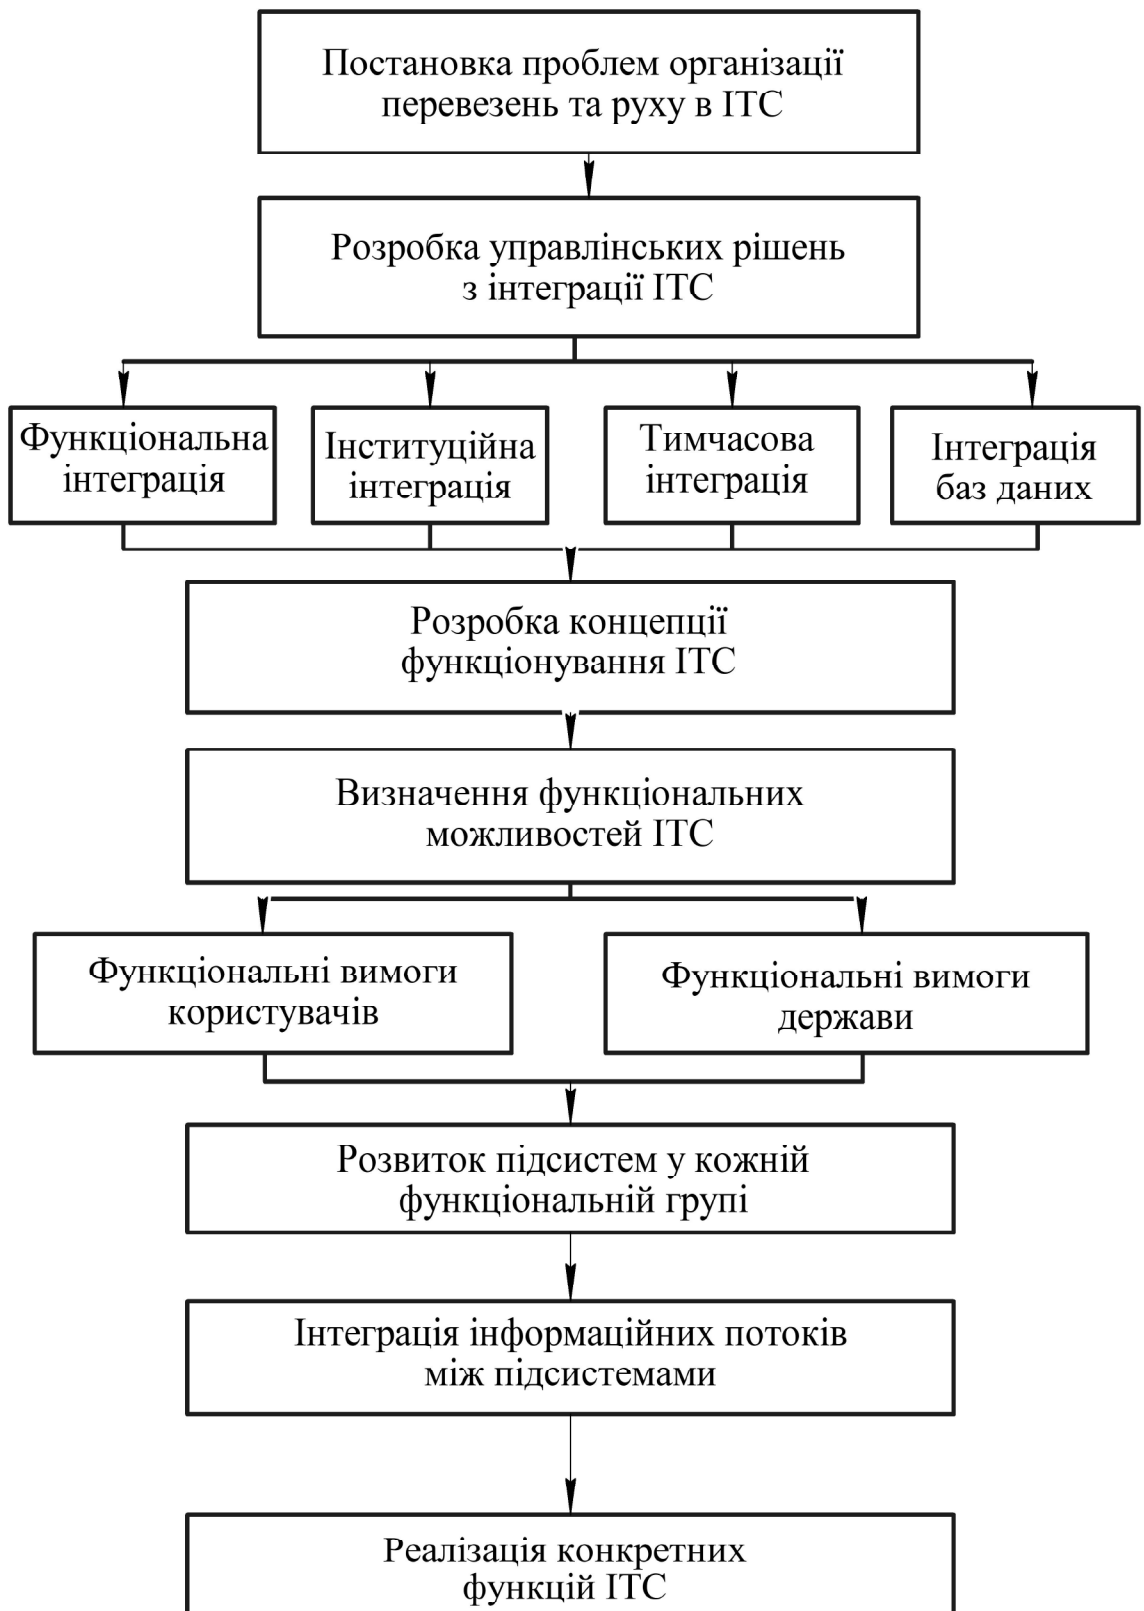 Постановка проблем організації
перевезень та руху в ІТС
Розробка управлінських рішень
з інтеграції ІТС
Функціональна
інтеграція
Інституційна
інтеграція
Тимчасова
інтеграція
Інтеграція
баз даних
Розробка концепції
функціонування ІТС
Визначення функціональних
можливостей ІТС
Функціональні вимоги
користувачів
Функціональні вимоги
держави
Розвиток підсистем у кожній
функціональній групі
Інтеграція інформаційних потоків
між підсистемами
Реалізація конкретних
функцій ІТС